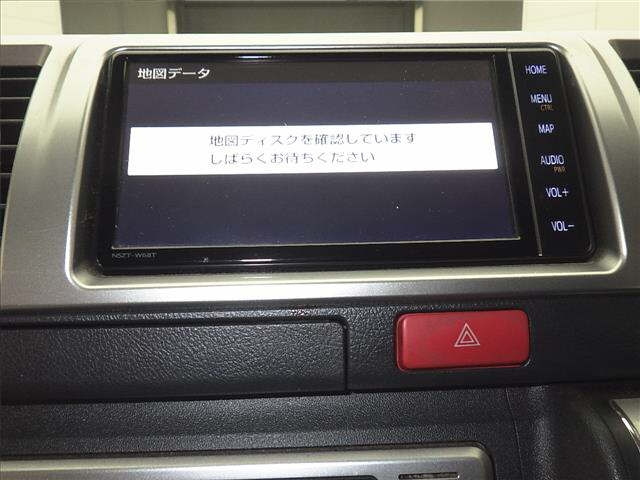 地図データ
地図ディスクを確認しています
しばらくお待ちください
HOME
MENU
CTRL
MAP
AUDIO
PWR
VOL+
VOL-
NSZT-W68T